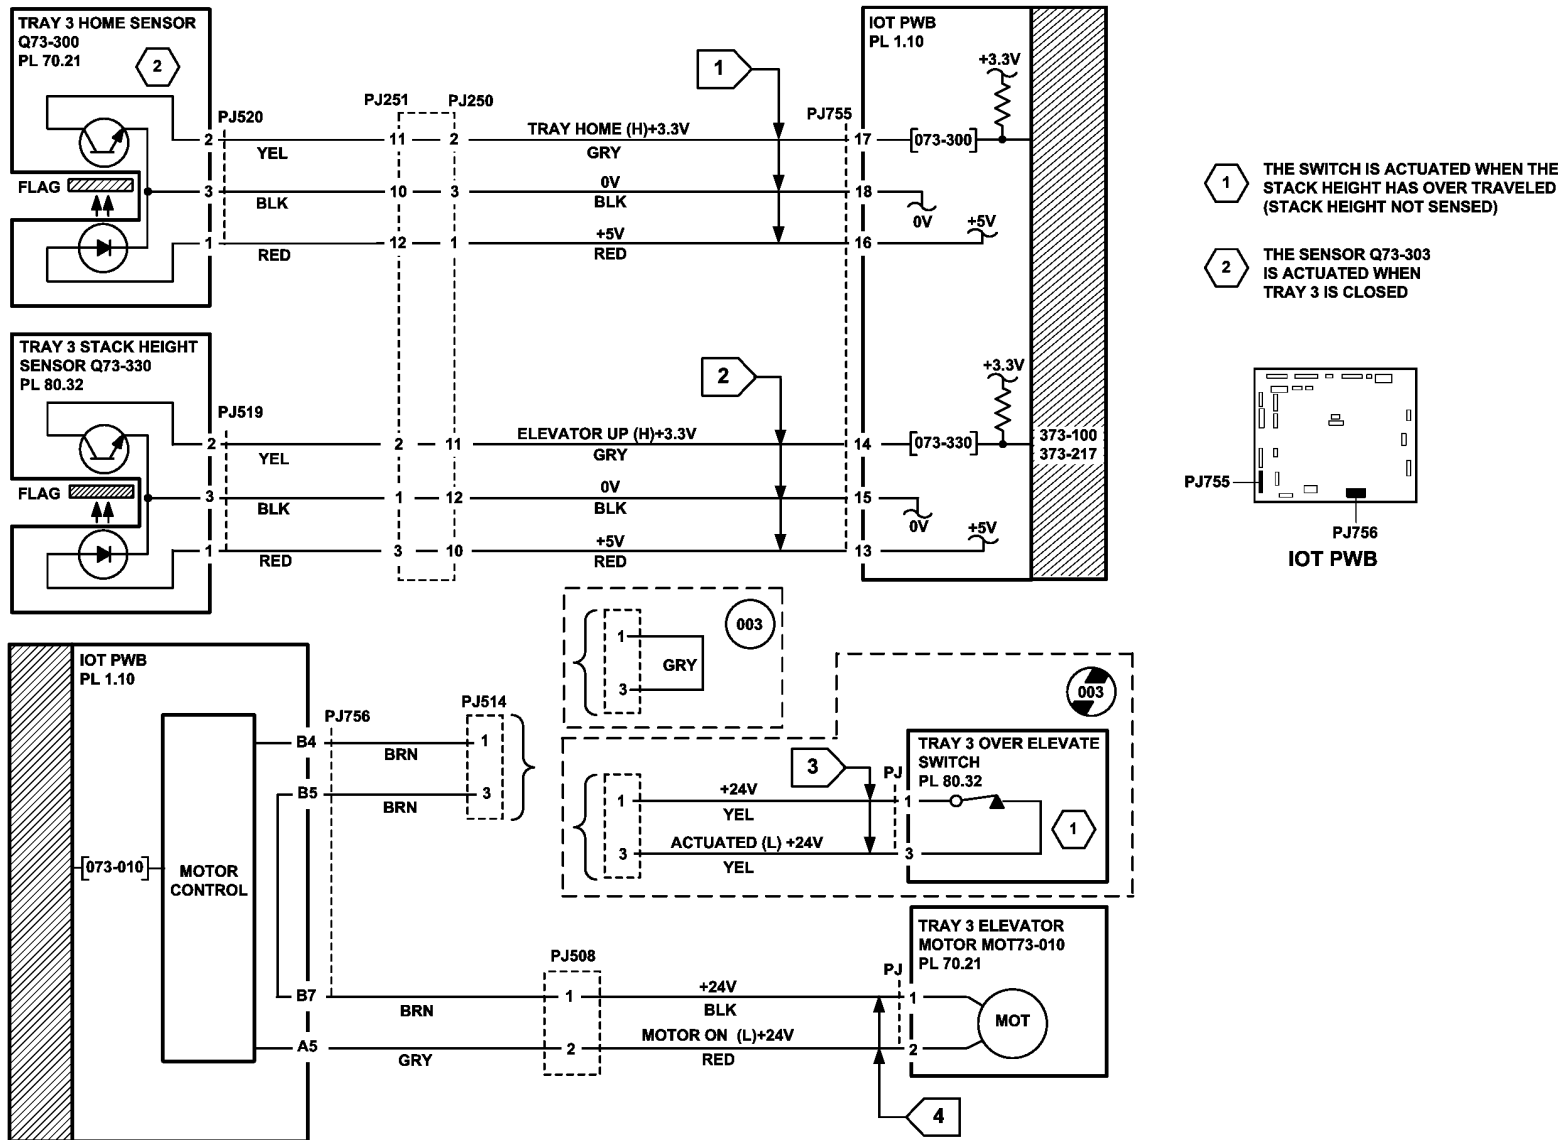 TRAY 3 HOME SENSOR
Q73-300
PL 70.21
2
PJ520
PJ251
PJ250
1
PJ755
IOT PWB
PL 1.10
+3.3V
2
YEL
11
2
TRAY HOME (H)+3.3V
GRY
17
[073-300]
FLAG
3
BLK
10
3
0V
BLK
18
0V
1
RED
12
1
+5V
RED
16
+5V
1
THE SWITCH IS ACTUATED WHEN THE
STACK HEIGHT HAS OVER TRAVELED
(STACK HEIGHT NOT SENSED)
2
THE SENSOR Q73-303
IS ACTUATED WHEN
TRAY 3 IS CLOSED
TRAY 3 STACK HEIGHT
SENSOR Q73-330
PL 80.32
PJ519
2
+3.3V
2
YEL
2
11
ELEVATOR UP (H)+3.3V
GRY
14
[073-330]
373-100
373-217
FLAG
3
BLK
1
12
0V
BLK
15
0V
1
RED
3
10
+5V
RED
13
+5V
PJ755
PJ756
IOT PWB
IOT PWB
PL 1.10
MOTOR
CONTROL
[073-010]
PJ756
PJ514
B4
BRN
1
B5
BRN
3
1
GRY
3
003
003
TRAY 3 OVER ELEVATE
SWITCH
PL 80.32
3
PJ
1
+24V
YEL
1
1
3
ACTUATED (L) +24V
YEL
3
TRAY 3 ELEVATOR
MOTOR MOT73-010
PL 70.21
PJ508
PJ
B7
BRN
1
+24V
BLK
1
MOT
A5
GRY
2
MOTOR ON (L)+24V
RED
2
4